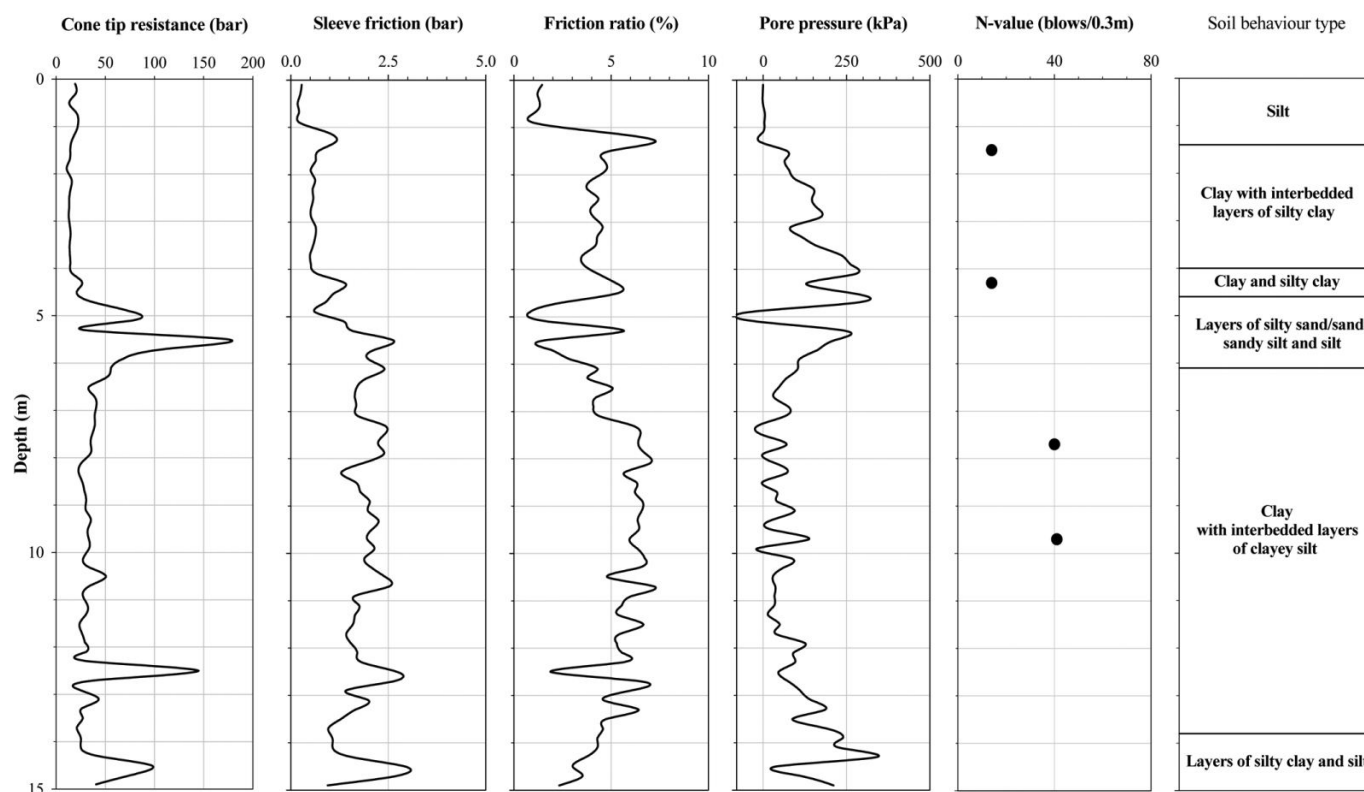 Cone tip resistance (bar)
Sleeve friction (bar)
Friction ratio (%)
Pore pressure (kPa)
N-value (blows/0.3m)
Soil behaviour type
0 50 100 150 200
0.0 2.5 5.0
0 5 10
0 250 500
0 40 80
0
5
10
15
Depth (m)
Silt
Clay with interbedded
layers of silty clay
Clay and silty clay
Layers of silty sand/sand
sandy silt and silt
Clay
with interbedded layers
of clayey silt
Layers of silty clay and silt